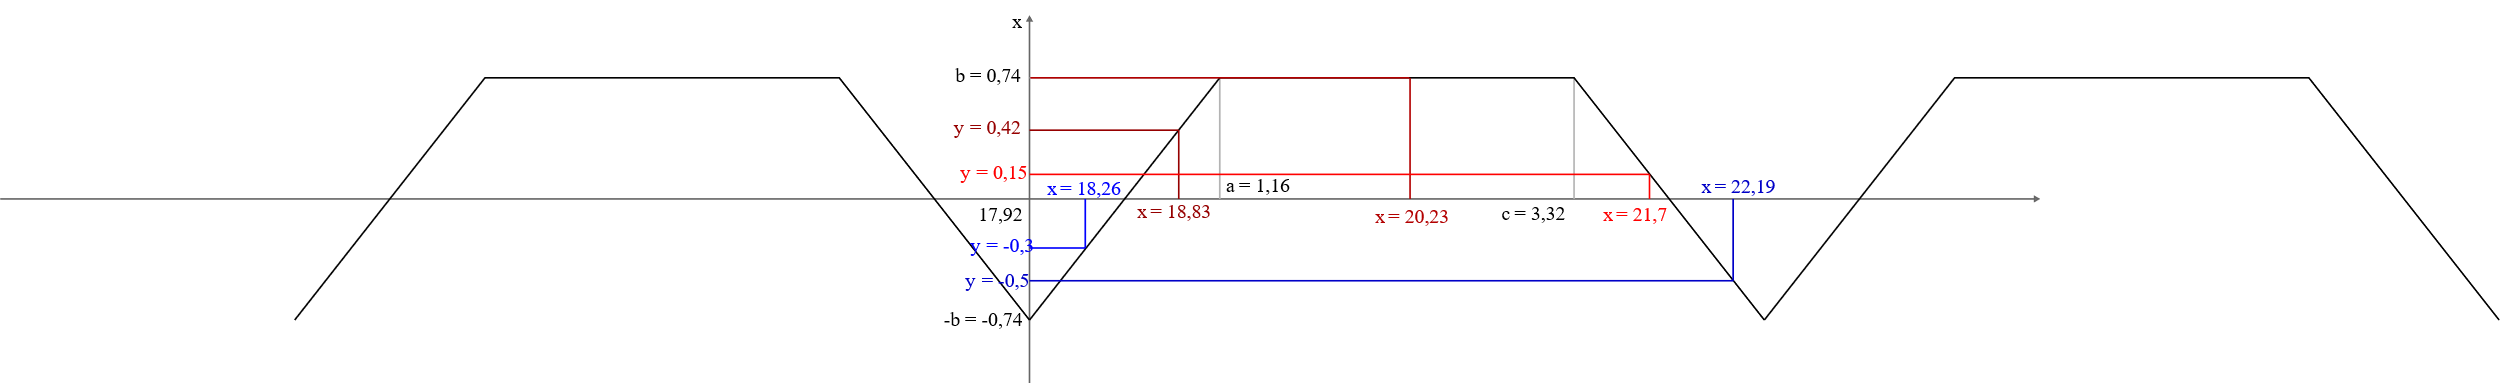 x
b = 0,74
y = 0,42
y = 0,15
x = 18,26
a = 1,16
x = 22,19
17,92
x = 18,83
x = 20,23
c = 3,32
x = 21,7
y = -0,3
y = -0,5
-b = -0,74